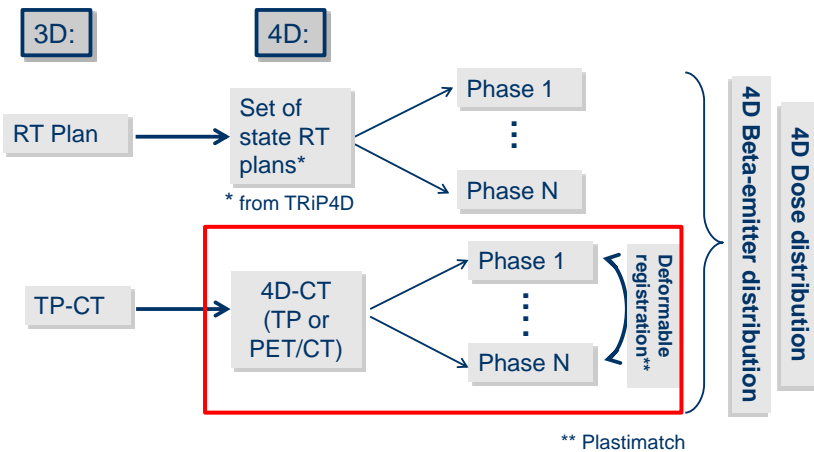 3D:
4D:
RT Plan
Set of
state RT
plans*
* from TRiP4D
Phase 1
Phase N
TP-CT
4D-CT
(TP or
PET/CT)
Phase 1
Phase N
Deformable
registration**
4D Beta-emitter distribution
4D Dose distribution
** Plastimatch